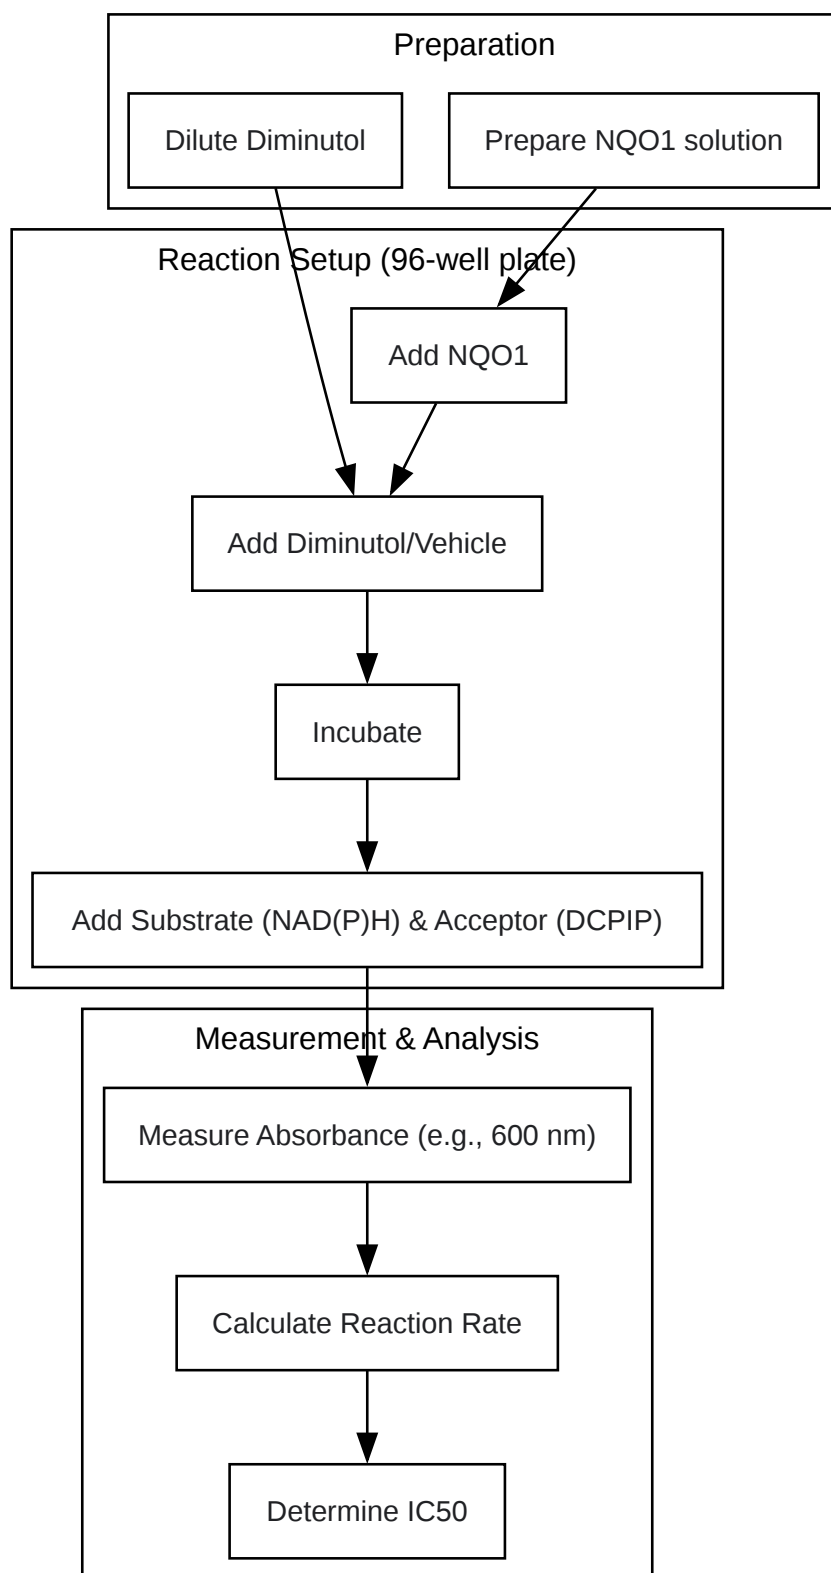 Preparation
Dilute Diminutol
Prepare NQO1 solution
Reaction Setup (96-well plate)
Add NQO1
Add Diminutol/Vehicle
Incubate
Add Substrate (NAD(P)H) & Acceptor (DCPIP)
Measurement & Analysis
Measure Absorbance (e.g., 600 nm)
Calculate Reaction Rate
Determine IC50